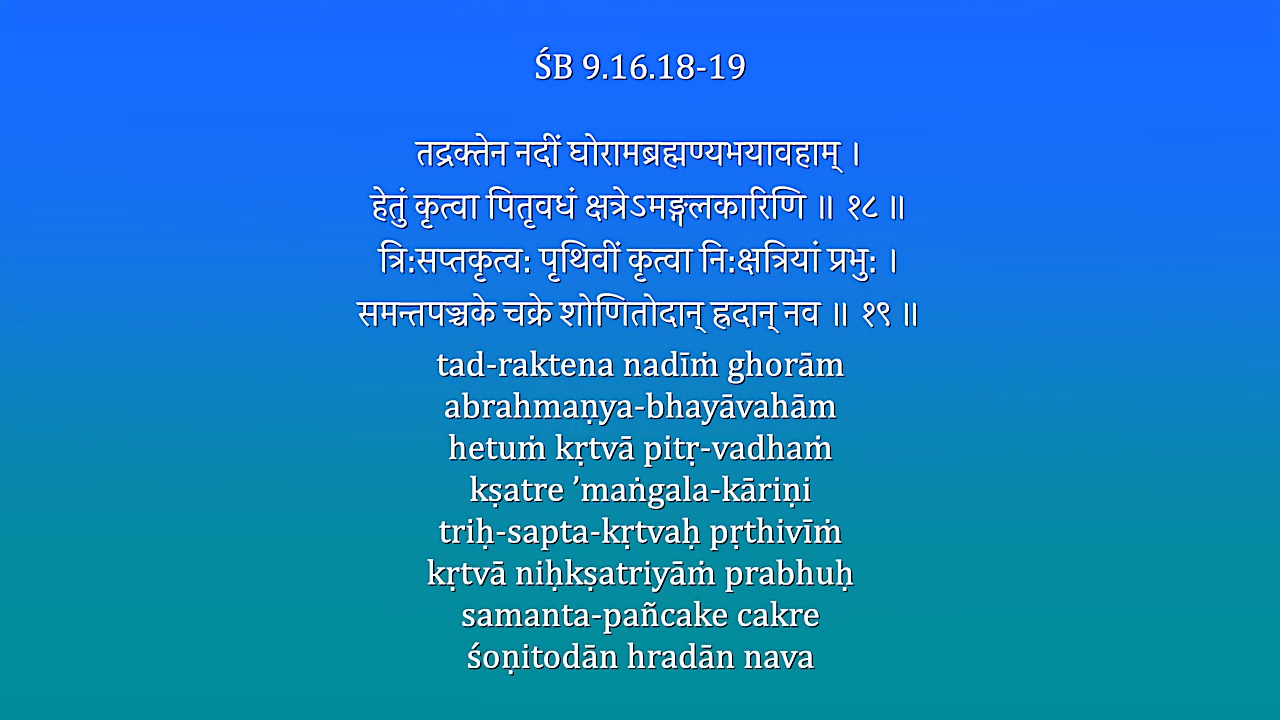 ŚB 9.16.18-19
तद्रक्तेन नदीं घोरामब्रह्मण्यभयावहाम् ।
हेतुं कृत्वा पितृवधं क्षत्रेऽमङ्गलकारिणि ॥ १८ ॥
त्रि:सप्तकृत्व: पृथिवीं कृत्वा नि:क्षत्रियां प्रभु: ।
समन्तपञ्चके चक्रे शोणितोदान् ह्रदान् नव ॥ १९ ॥
tad-raktena nadīṁ ghorām
abrahmaṇya-bhayāvahām
hetuṁ kṛtvā pitṛ-vadhaṁ
kṣatre ’maṅgala-kāriṇi
triḥ-sapta-kṛtvaḥ pṛthivīṁ
kṛtvā niḥkṣatriyāṁ prabhuḥ
samanta-pañcake cakre
śoṇitodān hradān nava